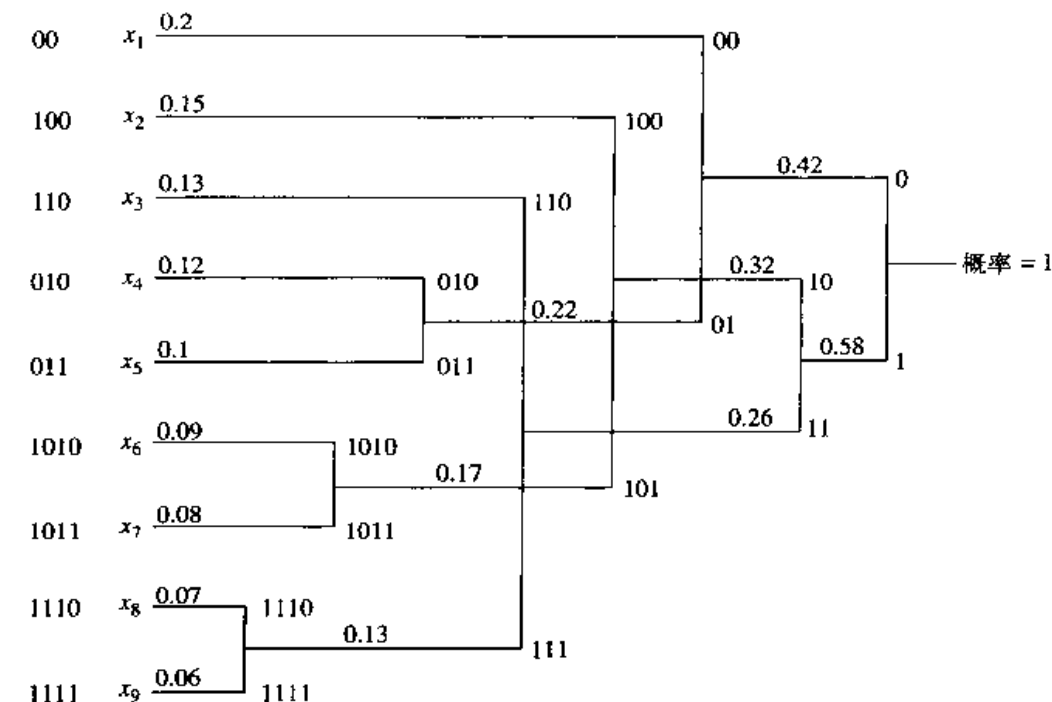 0.2
00 x₁ 00
0.15
100 x₂ 100
0.42
0
0.13
110 x₃ 110
概率 = 1
0.12
0.32
010 x₄ 010 10
0.22
01
0.1
0.58
011 x₅ 011 1
0.26
11
0.09
1010 x₆ 1010
0.17
101
0.08
1011 x₇ 1011
0.07
1110 x₈ 1110
0.13
111
0.06
1111 x₉ 1111